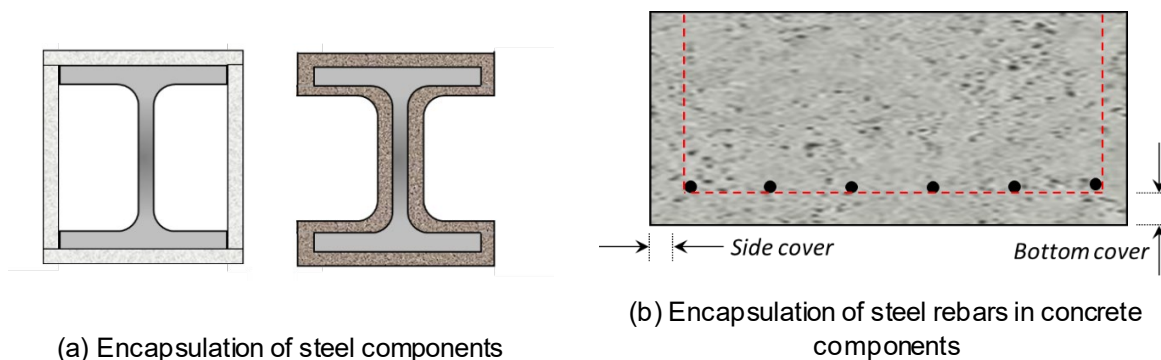 Side cover
Bottom cover
(a) Encapsulation of steel components
(b) Encapsulation of steel rebars in concrete
components